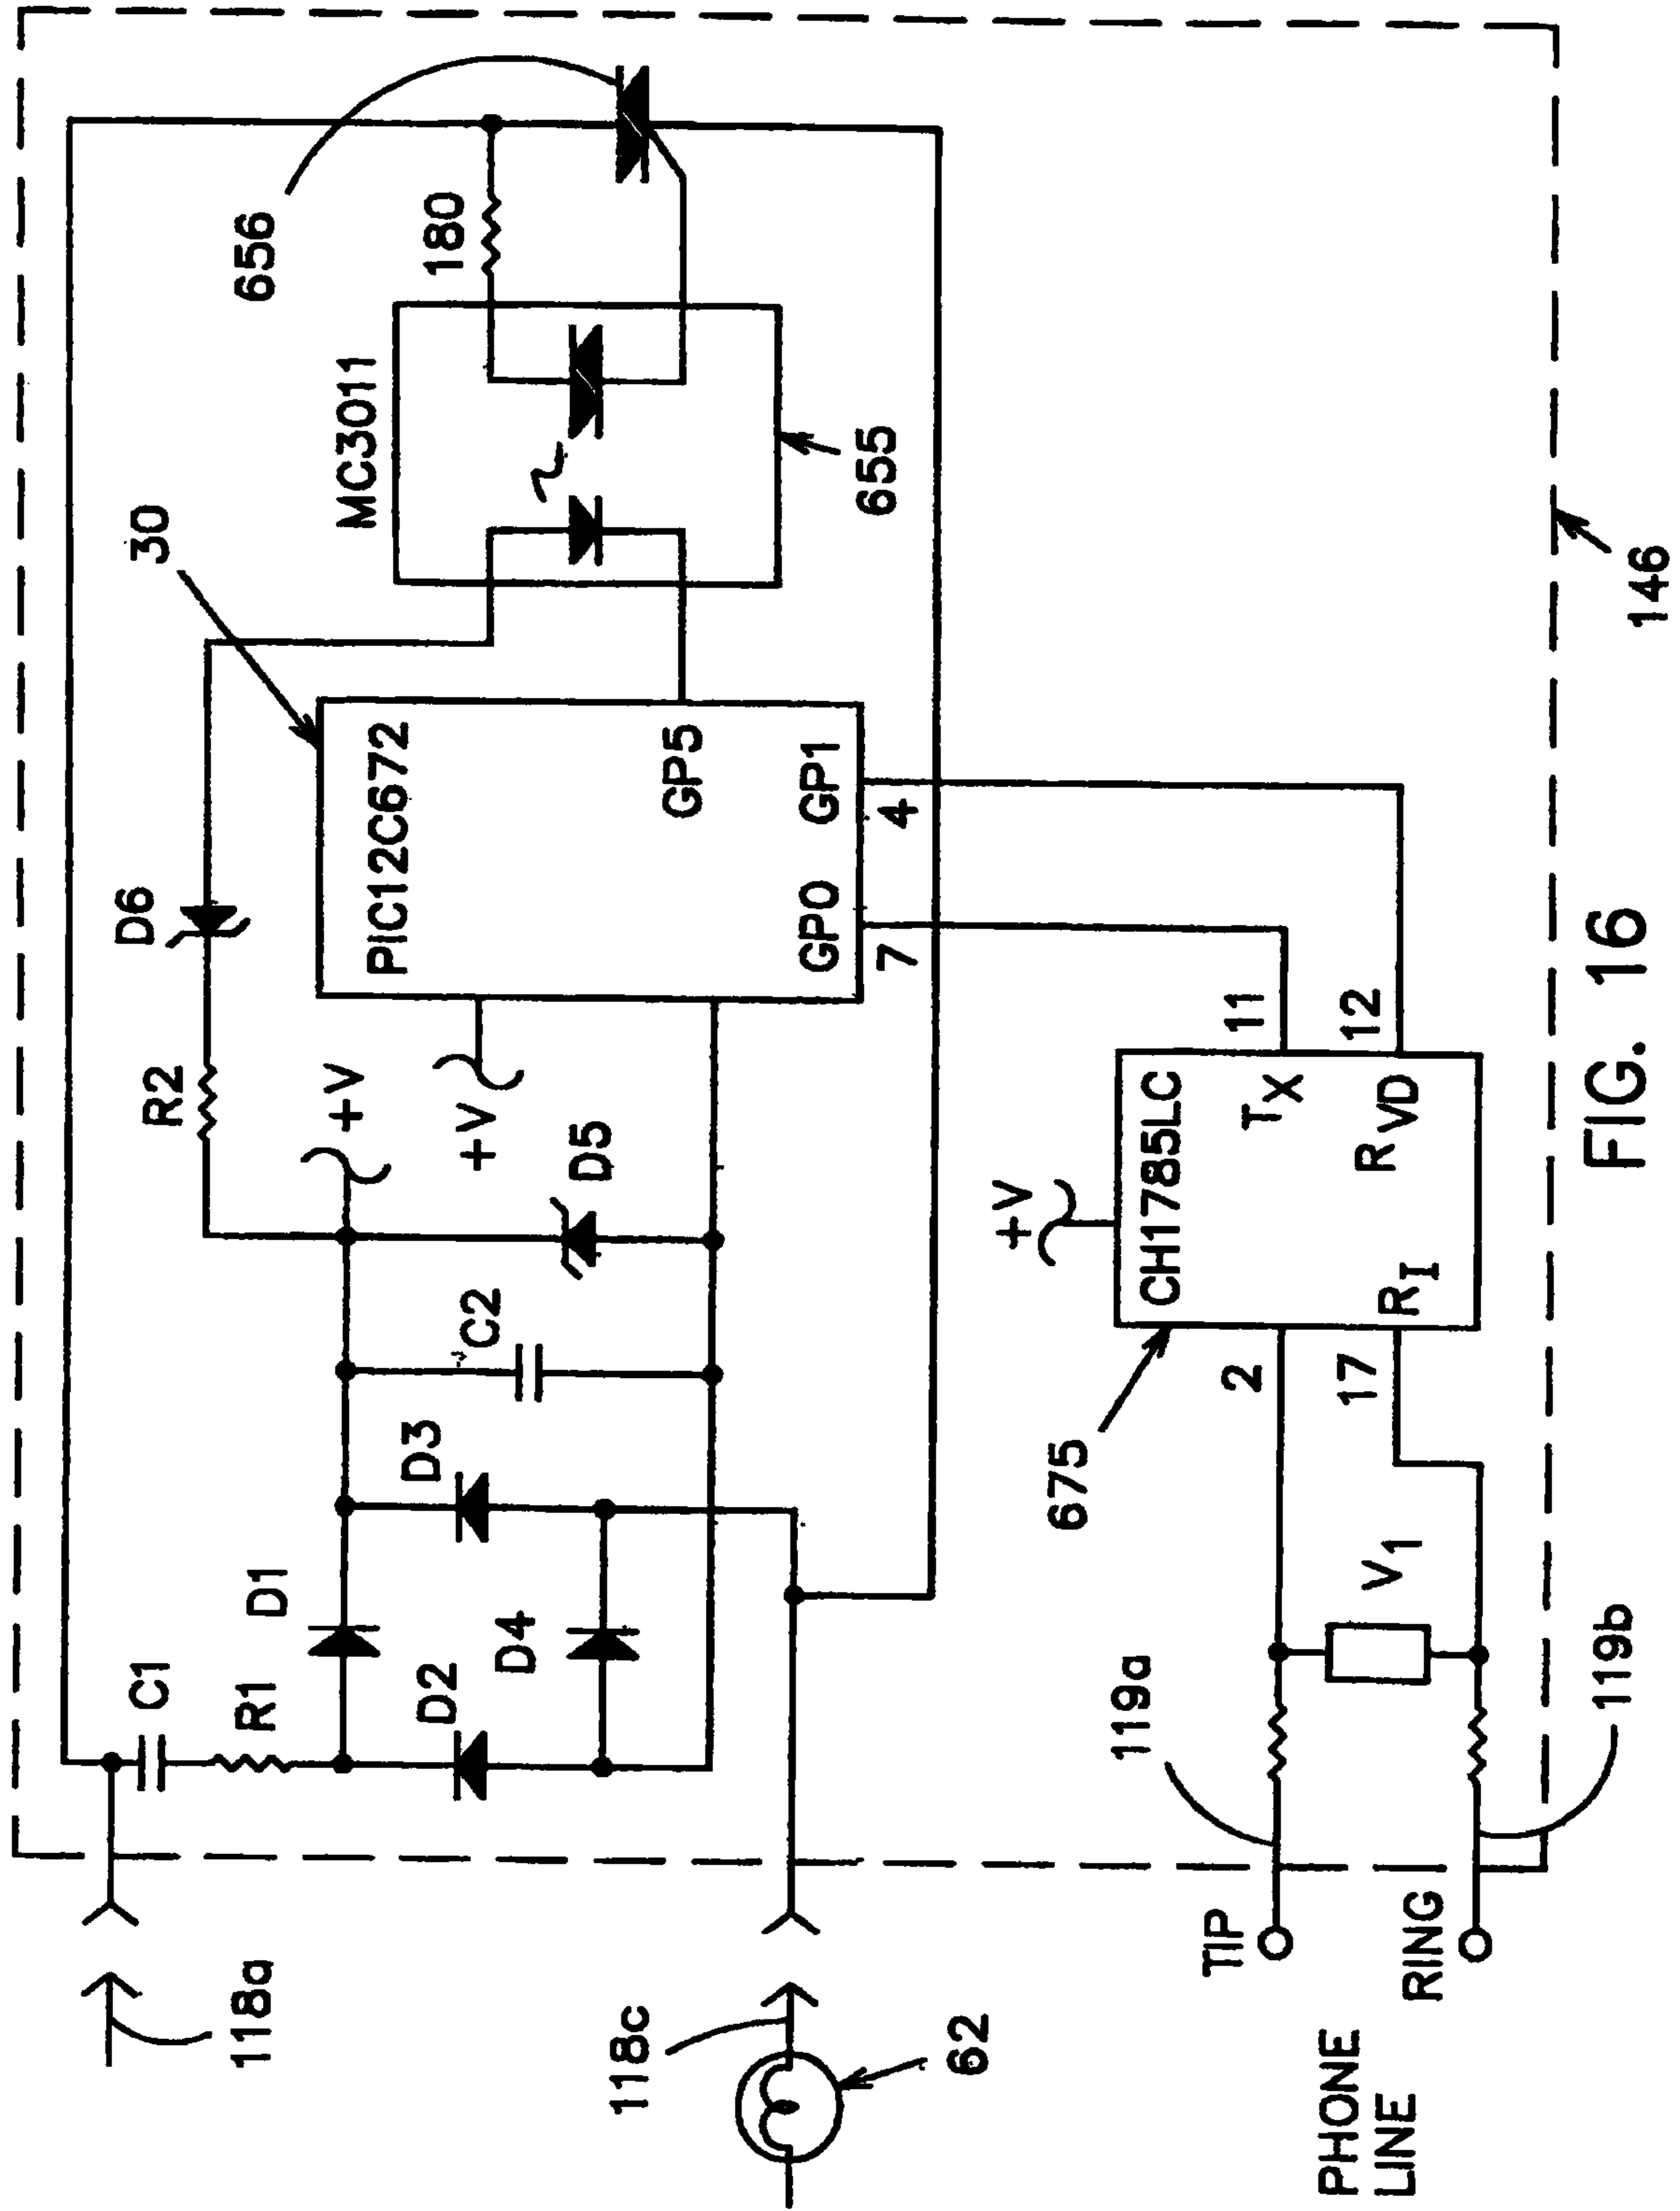 118a
C1
R1
D1
D2
D3
D4
C2
D5
+V
R2
D6
+V
30
PIC12C672
GP5
GP0
GP1
7
4
MC3011
655
180
656
118c
62
PHONE
LINE
TIP
RING
119a
119b
V1
675
2
17
+V
CH1785LC
TX
RI
RVD
11
12
146
FIG. 16